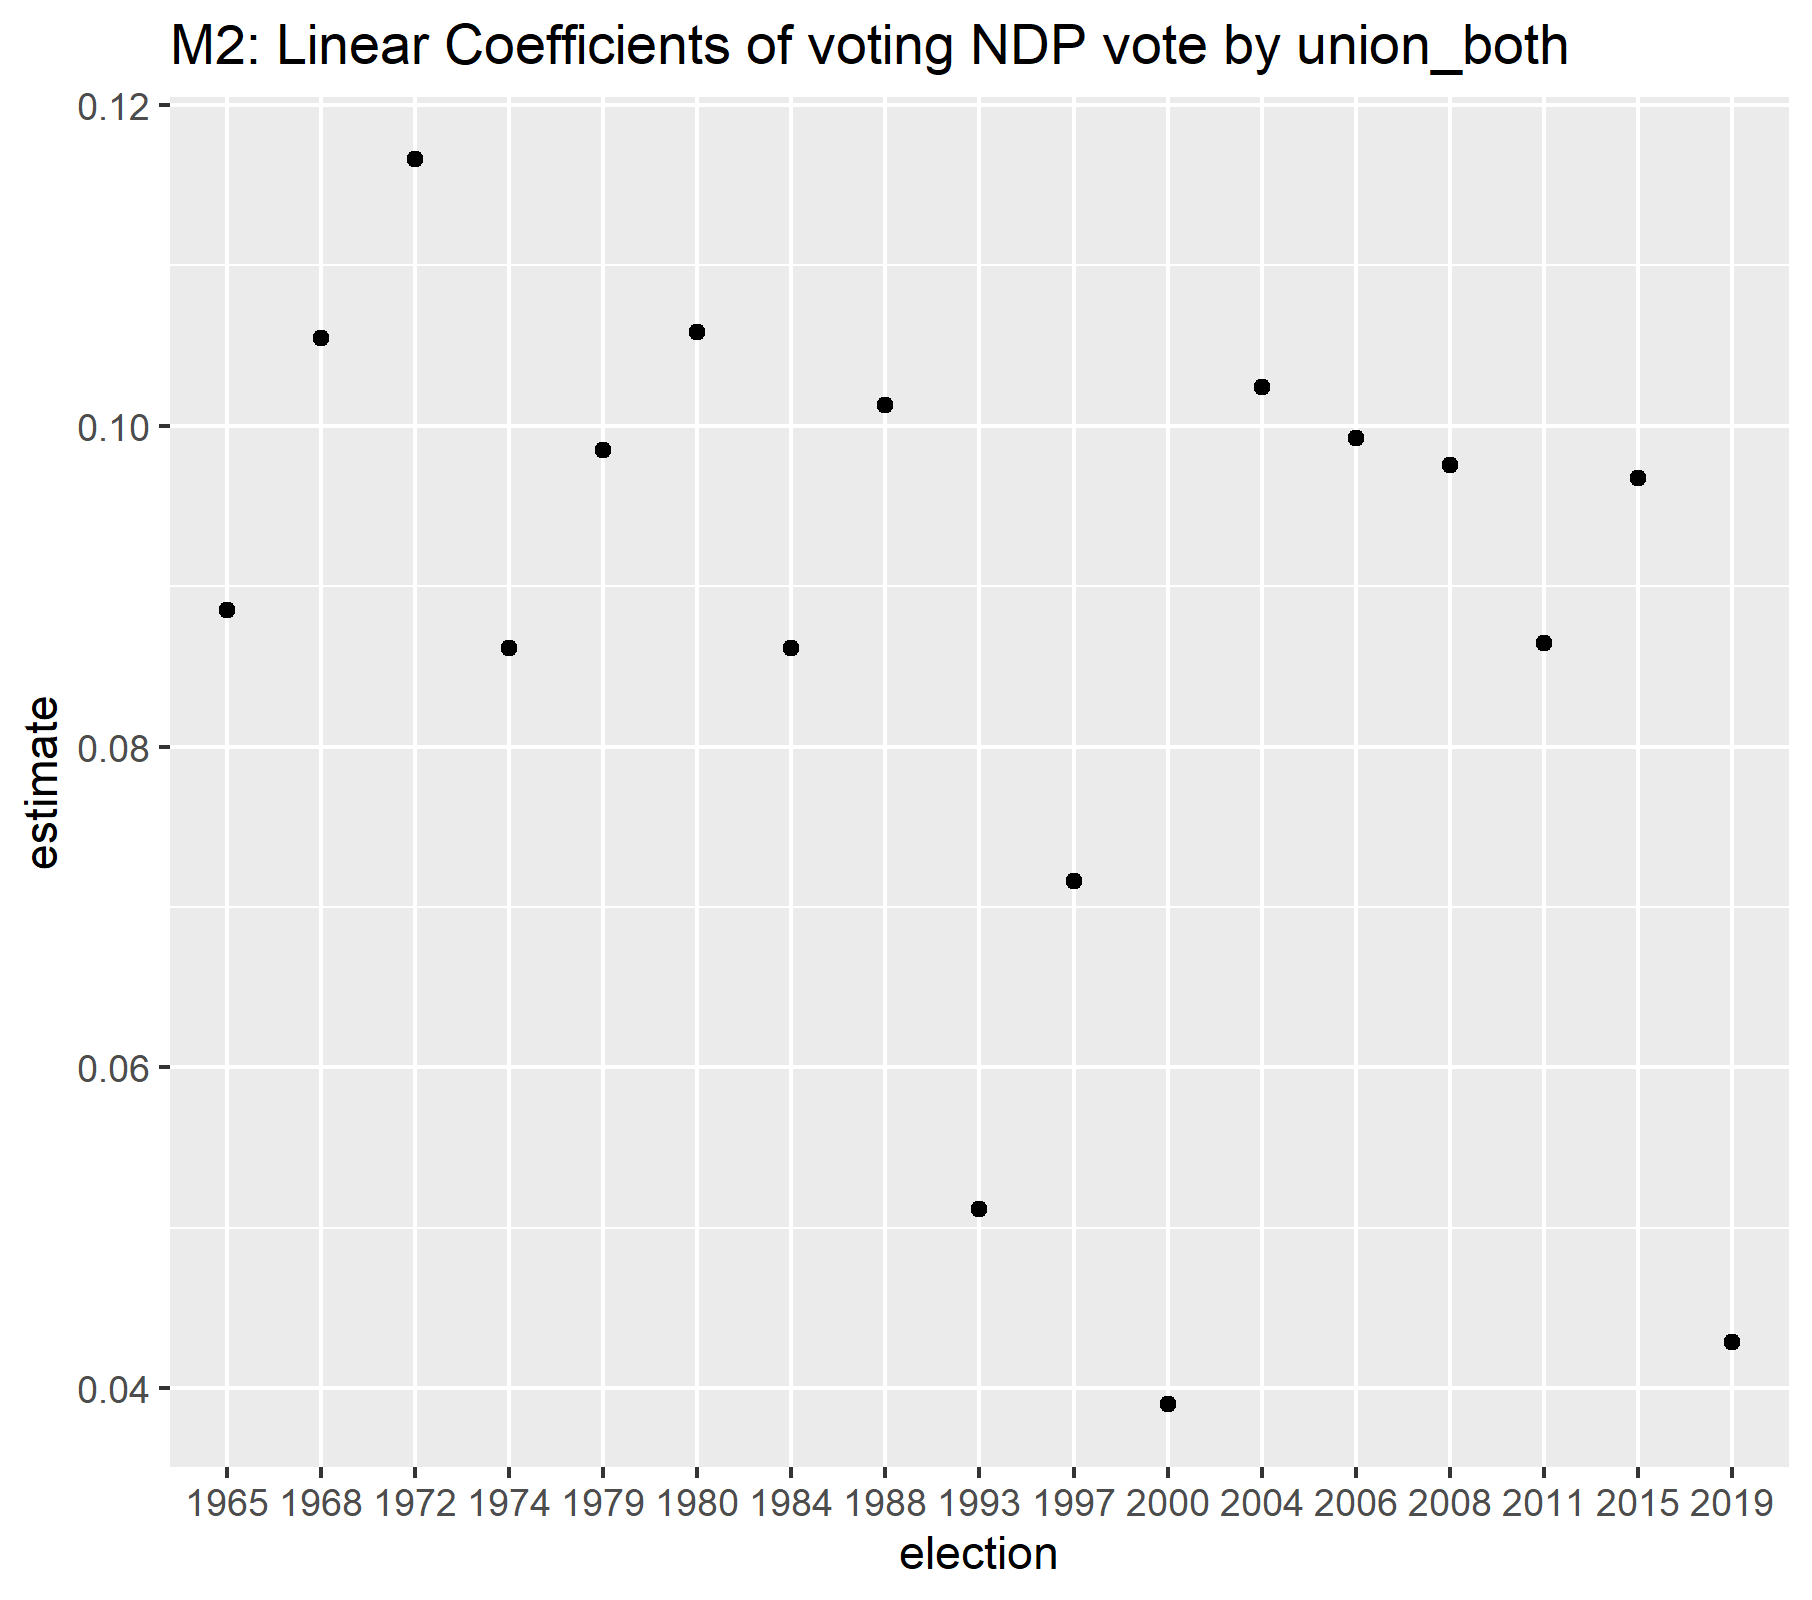 M2: Linear Coefficients of voting NDP vote by union_both
0.12
0.10
0.08
0.06
0.04
estimate
1965 1968 1972 1974 1979 1980 1984 1988 1993 1997 2000 2004 2006 2008 2011 2015 2019
election